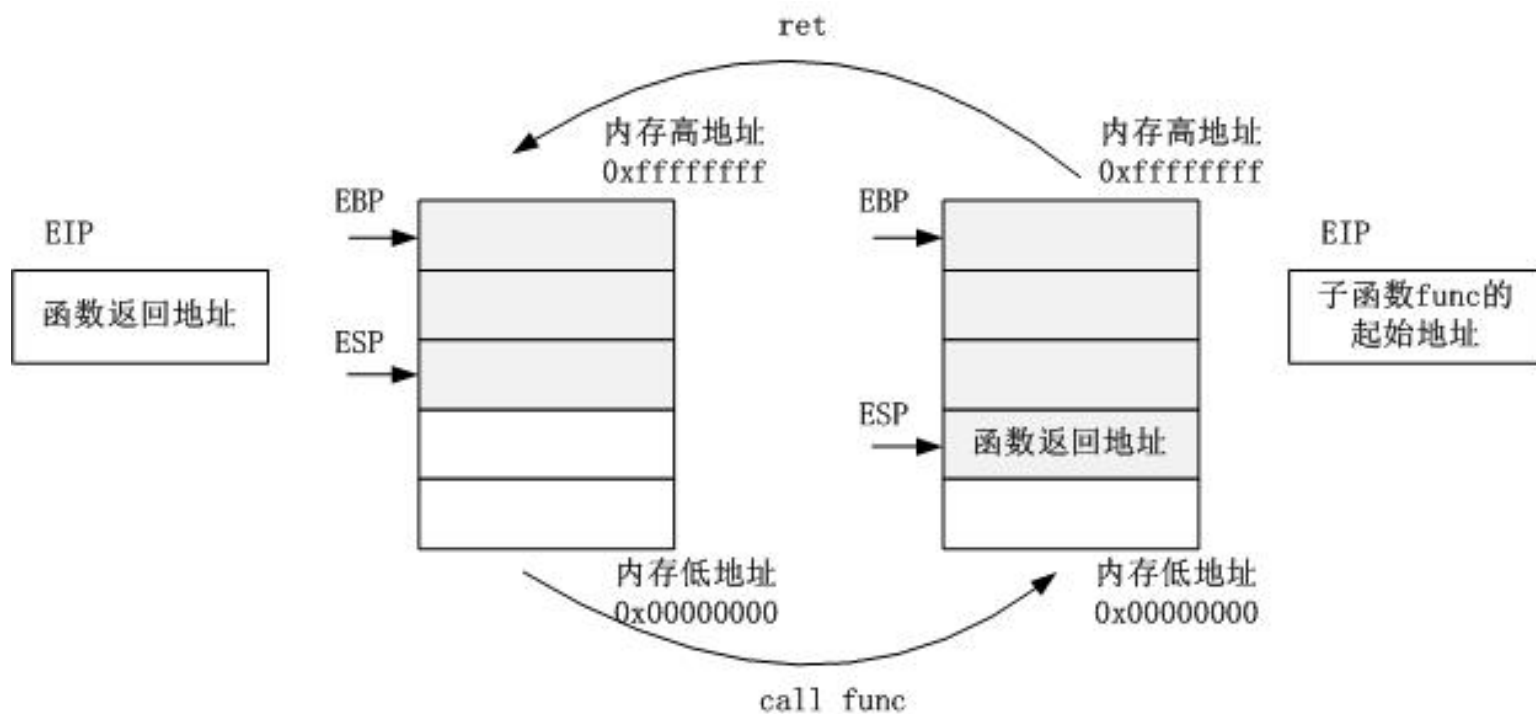 ret
内存高地址
0xffffffff
内存高地址
0xffffffff
EBP
EBP
EIP
EIP
函数返回地址
子函数func的
起始地址
ESP
ESP
函数返回地址
内存低地址
0x00000000
内存低地址
0x00000000
call func